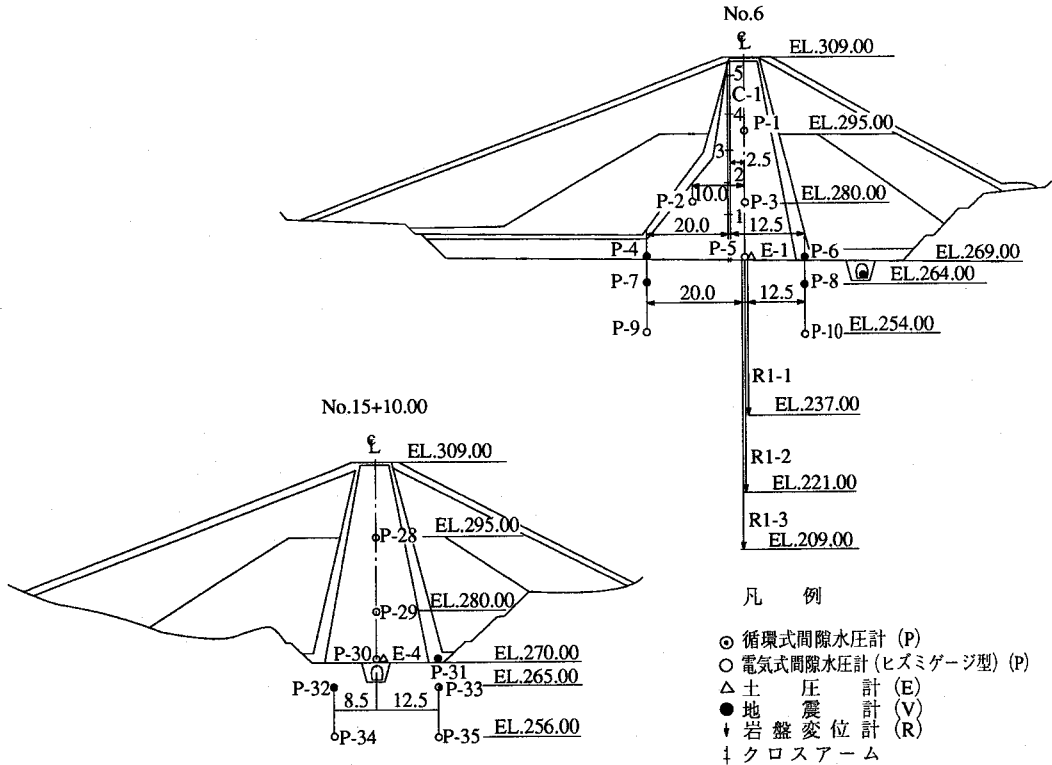 No.6
℄
EL.309.00
5
C-1
4
P-1
EL.295.00
3
2.5
2
10.0
P-2
P-3
EL.280.00
1
20.0
12.5
P-4
P-5
E-1
P-6
EL.269.00
P-7
P-8
EL.264.00
20.0
12.5
P-9
P-10
EL.254.00
R1-1
EL.237.00
R1-2
EL.221.00
R1-3
EL.209.00
No.15+10.00
℄
EL.309.00
EL.295.00
P-28
EL.280.00
P-29
P-30
E-4
EL.270.00
P-31
P-32
P-33
EL.265.00
8.5
12.5
P-34
P-35
EL.256.00
凡 例
循環式間隙水圧計 (P)
電気式間隙水圧計(ヒズミゲージ型) (P)
土 圧 計 (E)
地 震 計 (V)
岩盤変位計 (R)
クロスアーム